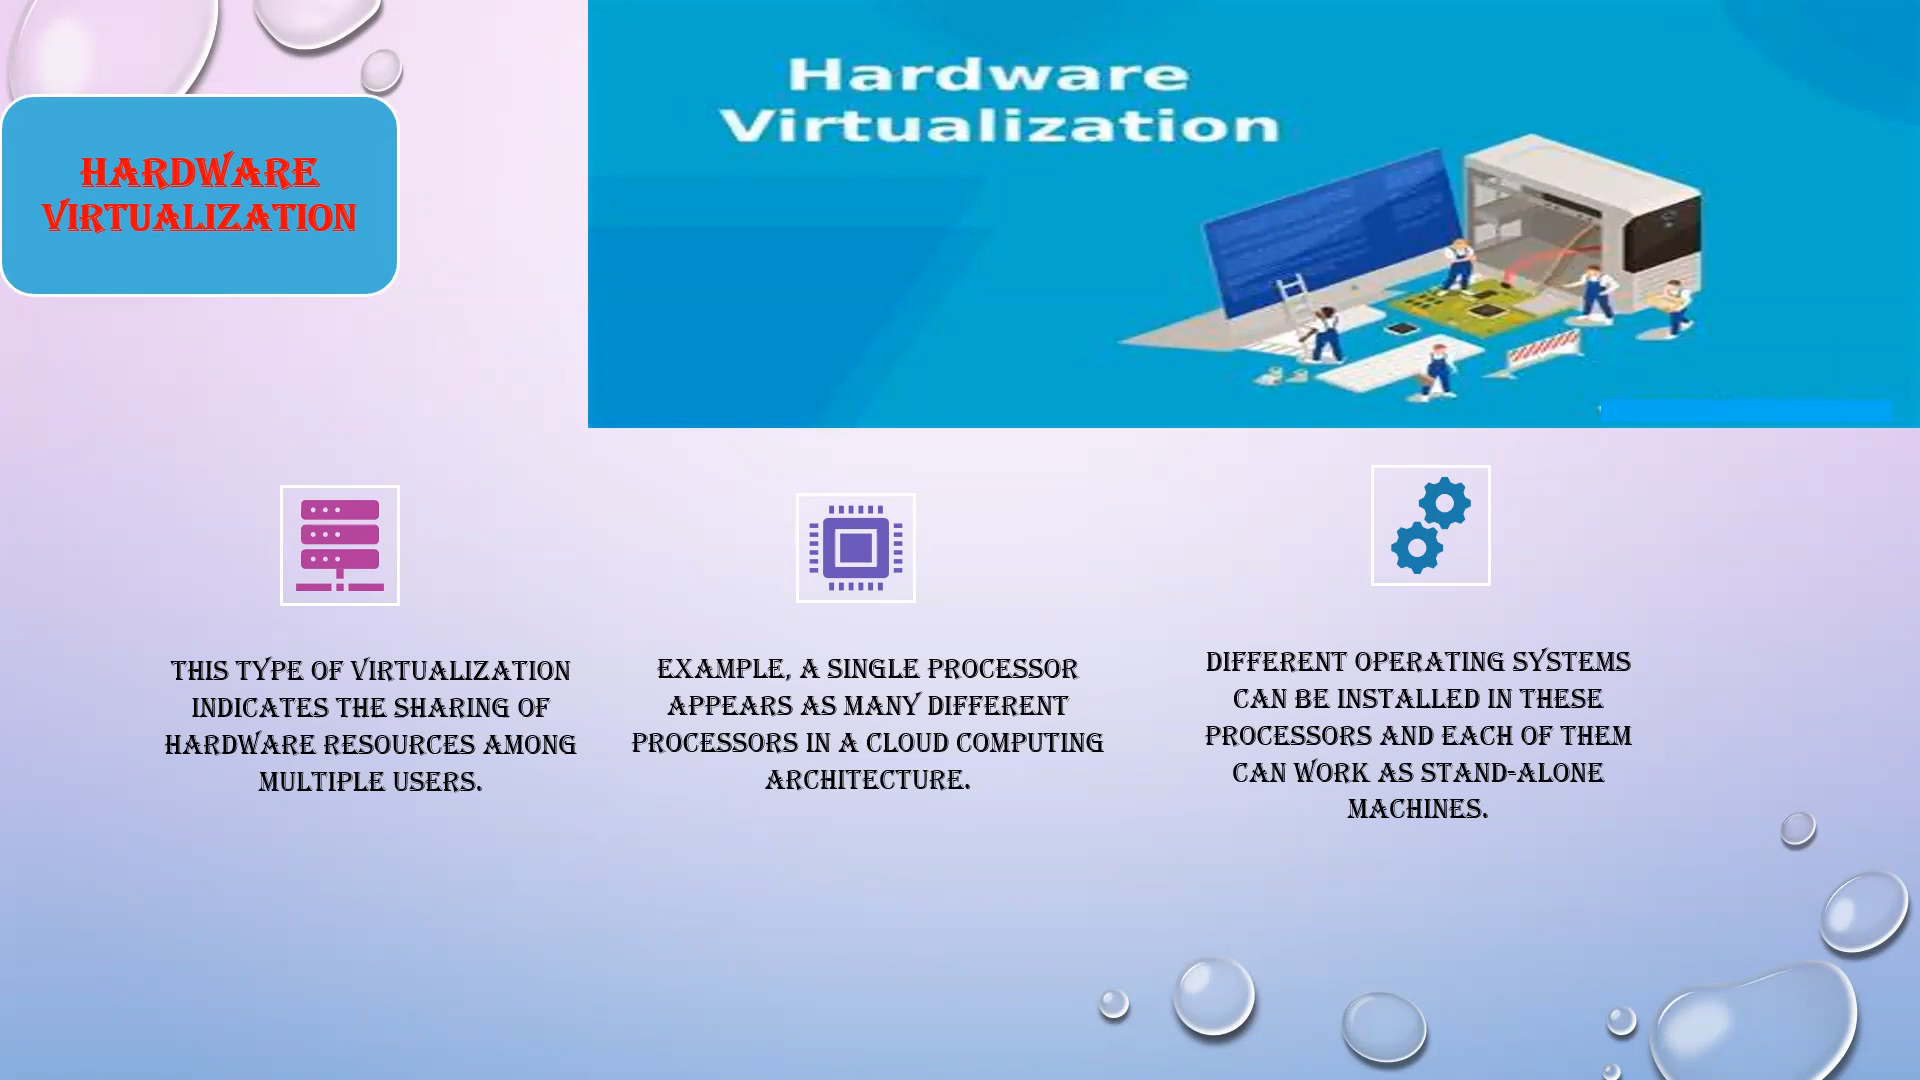 HARDWARE
VIRTUALIZATION
Hardware
Virtualization
THIS TYPE OF VIRTUALIZATION
INDICATES THE SHARING OF
HARDWARE RESOURCES AMONG
MULTIPLE USERS.
EXAMPLE, A SINGLE PROCESSOR
APPEARS AS MANY DIFFERENT
PROCESSORS IN A CLOUD COMPUTING
ARCHITECTURE.
DIFFERENT OPERATING SYSTEMS
CAN BE INSTALLED IN THESE
PROCESSORS AND EACH OF THEM
CAN WORK AS STAND-ALONE
MACHINES.